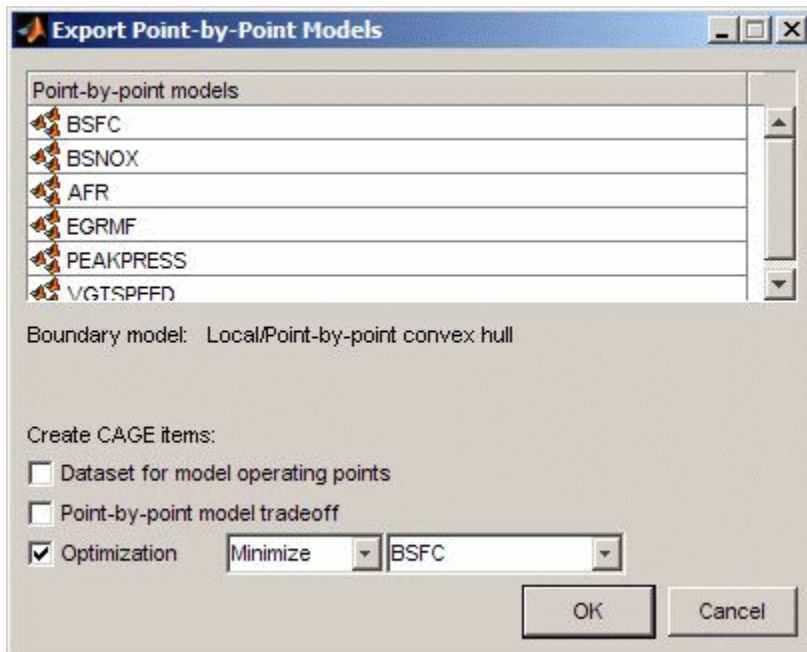 Export Point-by-Point Models
Point-by-point models
BSFC
BSNOX
AFR
EGRMF
PEAKPRESS
VGTSPEED
Boundary model: Local/Point-by-point convex hull
Create CAGE items:
Dataset for model operating points
Point-by-point model tradeoff
Optimization Minimize BSFC
OK Cancel